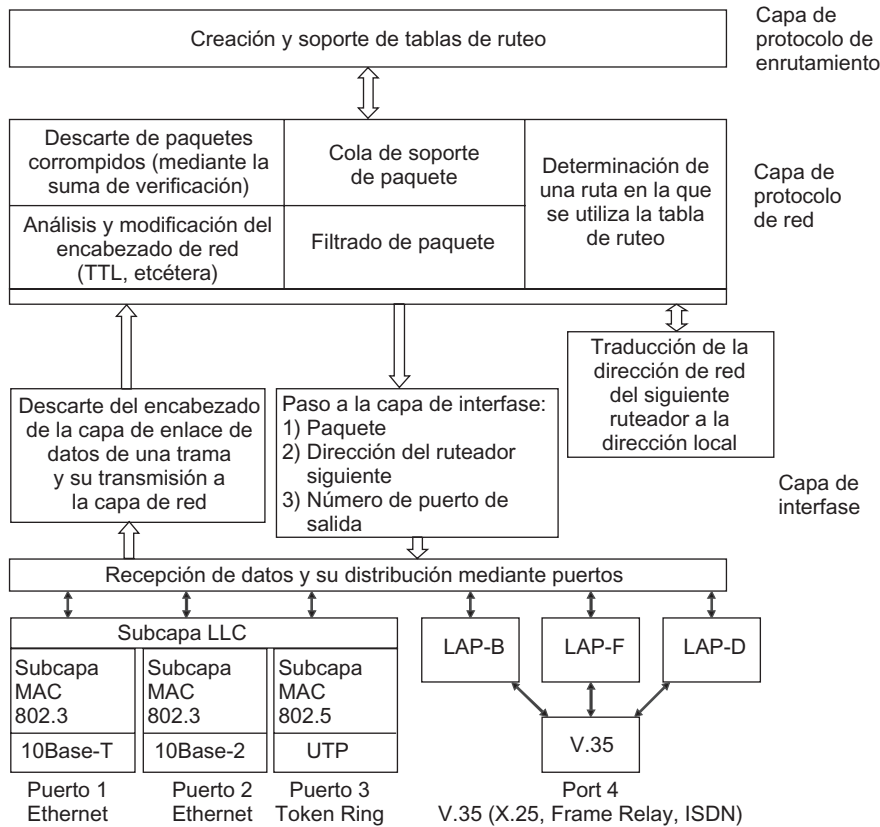 Creación y soporte de tablas de ruteo
Capa de
protocolo de
enrutamiento
Descarte de paquetes
corrompidos (mediante la
suma de verificación)
Cola de soporte
de paquete
Determinación de
una ruta en la que
se utiliza la tabla
de ruteo
Capa de
protocolo
de red
Análisis y modificación del
encabezado de red
(TTL, etcétera)
Filtrado de paquete
Descarte del encabezado
de la capa de enlace de
datos de una trama
y su transmisión a
la capa de red
Paso a la capa de interfase:
1) Paquete
2) Dirección del ruteador
siguiente
3) Número de puerto de
salida
Traducción de la
dirección de red
del siguiente
ruteador a la
dirección local
Capa de
interfase
Recepción de datos y su distribución mediante puertos
Subcapa LLC
Subcapa
MAC
802.3
Subcapa
MAC
802.3
Subcapa
MAC
802.5
10Base-T
10Base-2
UTP
LAP-B
LAP-F
LAP-D
V.35
Puerto 1
Ethernet
Puerto 2
Ethernet
Puerto 3
Token Ring
Port 4
V.35 (X.25, Frame Relay, ISDN)